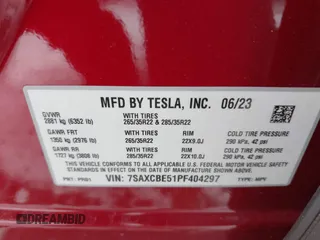 MFD BY TESLA, INC. 06/23
GVWR
2881 kg (6352 lb)
WITH TIRES
265/35R22 & 285/35R22
GAWR FRT
1350 kg (2976 lb)
WITH TIRES
265/35R22
RIM
22X9.0J
COLD TIRE PRESSURE
290 kPa, 42 psi
GAWR RR
1727 kg (3808 lb)
WITH TIRES
285/35R22
RIM
22X10.0J
COLD TIRE PRESSURE
290 kPa, 42 psi
THIS VEHICLE CONFORMS TO ALL APPLICABLE U.S. FEDERAL MOTOR VEHICLE
SAFETY, BUMPER, AND THEFT PREVENTION STANDARDS IN EFFECT
ON THE DATE OF MANUFACTURE SHOWN ABOVE.
VIN: 7SAXCBE51PF404297
TYPE: MPV
DREAMBID